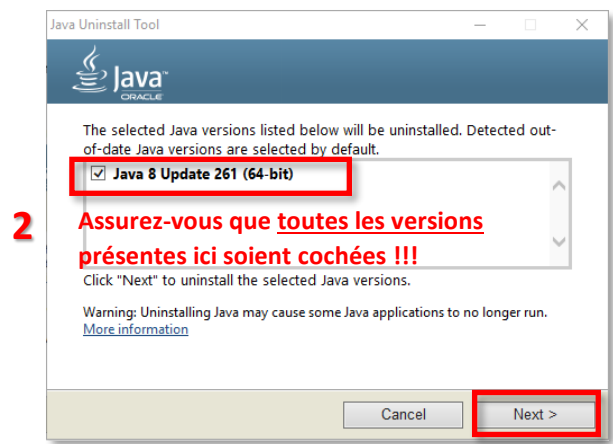 Java Uninstall Tool
Java
ORACLE
The selected Java versions listed below will be uninstalled. Detected out-
of-date Java versions are selected by default.
Java 8 Update 261 (64-bit)
2
Assurez-vous que toutes les versions
présentes ici soient cochées !!!
Click "Next" to uninstall the selected Java versions.
Warning: Uninstalling Java may cause some Java applications to no longer run.
More information
Cancel
Next >